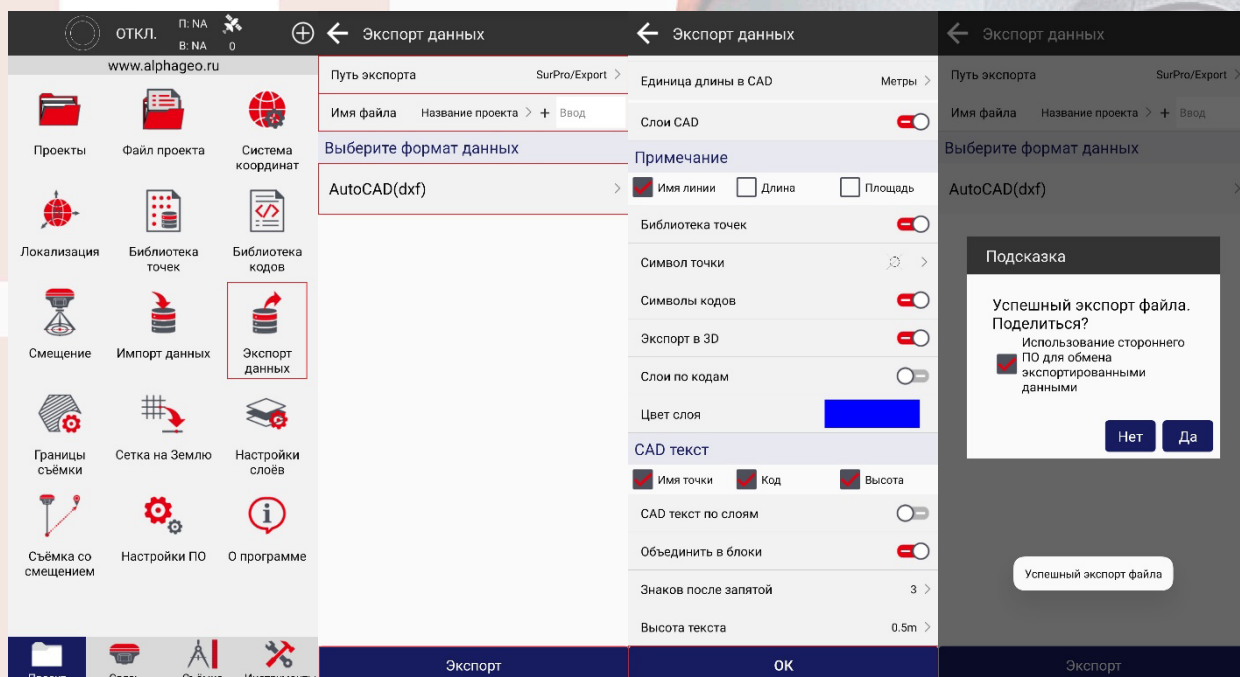 ОТКЛ.
П: NA
В: NA
0
www.alphageo.ru
Проекты
Файл проекта
Система
координат
Локализация
Библиотека
точек
Библиотека
кодов
Смещение
Импорт данных
Экспорт
данных
Границы
съёмки
Сетка на Землю
Настройки
слоёв
Съёмка со
смещением
Настройки ПО
О программе
Экспорт данных
Путь экспорта
SurPro/Export >
Имя файла
Название проекта > + Ввод
Выберите формат данных
AutoCAD(dxf) >
Экспорт
Экспорт данных
Единица длины в CAD
Метры >
Слои CAD
Примечание
Имя линии
Длина
Площадь
Библиотека точек
Символ точки >
Символы кодов
Экспорт в 3D
Слои по кодам
Цвет слоя
CAD текст
Имя точки
Код
Высота
CAD текст по слоям
Объединить в блоки
Знаков после запятой
3 >
Высота текста
0.5m >
ОК
Экспорт данных
Путь экспорта
SurPro/Export >
Имя файла
Название проекта > + Ввод
Выберите формат данных
AutoCAD(dxf) >
Подсказка
Успешный экспорт файла.
Поделиться?
Использование стороннего
ПО для обмена
экспортированными
данными
Нет
Да
Успешный экспорт файла
Экспорт